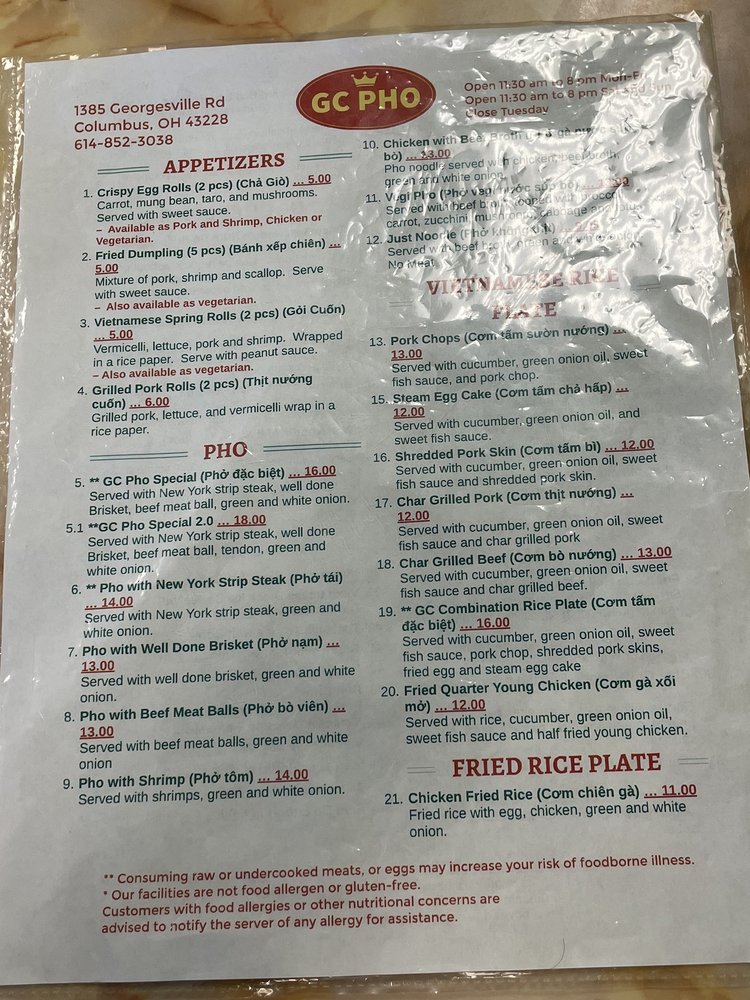 1385 Georgesville Rd
Columbus, OH 43228
614-852-3038
GC PHO
Open 11:30 am to 8 pm Mon-Fri
Open 11:30 am to 8 pm Sat and Sun
Close Tuesday
APPETIZERS
1. Crispy Egg Rolls (2 pcs) (Chả Giò) ... 5.00
Carrot, mung bean, taro, and mushrooms.
Served with sweet sauce.
– Available as Pork and Shrimp, Chicken or
Vegetarian.
2. Fried Dumpling (5 pcs) (Bánh xếp chiên) ...
5.00
Mixture of pork, shrimp and scallop. Serve
with sweet sauce.
– Also available as vegetarian.
3. Vietnamese Spring Rolls (2 pcs) (Gỏi Cuốn)
... 5.00
Vermicelli, lettuce, pork and shrimp. Wrapped
in a rice paper. Serve with peanut sauce.
– Also available as vegetarian.
4. Grilled Pork Rolls (2 pcs) (Thịt nướng
cuốn) ... 6.00
Grilled pork, lettuce, and vermicelli wrap in a
rice paper.
PHO
5. ** GC Pho Special (Phở đặc biệt) ... 16.00
Served with New York strip steak, well done
Brisket, beef meat ball, green and white onion.
5.1 **GC Pho Special 2.0 ... 18.00
Served with New York strip steak, well done
Brisket, beef meat ball, tendon, green and
white onion.
6. ** Pho with New York Strip Steak (Phở tái)
... 14.00
Served with New York strip steak, green and
white onion.
7. Pho with Well Done Brisket (Phở nạm) ...
13.00
Served with well done brisket, green and white
onion.
8. Pho with Beef Meat Balls (Phở bò viên) ...
13.00
Served with beef meat balls, green and white
onion
9. Pho with Shrimp (Phở tôm) ... 14.00
Served with shrimps, green and white onion.
10. Chicken with Beef Broth gà
bò) ... 13.00
Pho noodle served with chicken, beef broth,
green and white onion.
11. Vegi Pho
Served with beef
carrot, zucchini,
12. Just Noodle (Phở không
Served with beef green and
No Meat.
VIETNAMESE RICE
PLATE
13. Pork Chops (Cơm tấm sườn nướng) ...
13.00
Served with cucumber, green onion oil, sweet
fish sauce, and pork chop.
15. Steam Egg Cake (Cơm tấm chả hấp) ...
12.00
Served with cucumber, green onion oil, and
sweet fish sauce.
16. Shredded Pork Skin (Cơm tấm bì) ... 12.00
Served with cucumber, green onion oil, sweet
fish sauce and shredded pork skin.
17. Char Grilled Pork (Cơm thịt nướng) ...
12.00
Served with cucumber, green onion oil, sweet
fish sauce and char grilled pork
18. Char Grilled Beef (Cơm bò nướng) ... 13.00
Served with cucumber, green onion oil, sweet
fish sauce and char grilled beef.
19. ** GC Combination Rice Plate (Cơm tấm
đặc biệt) ... 16.00
Served with cucumber, green onion oil, sweet
fish sauce, pork chop, shredded pork skins,
fried egg and steam egg cake
20. Fried Quarter Young Chicken (Cơm gà xối
mở) ... 12.00
Served with rice, cucumber, green onion oil,
sweet fish sauce and half fried young chicken.
FRIED RICE PLATE
21. Chicken Fried Rice (Cơm chiên gà) ... 11.00
Fried rice with egg, chicken, green and white
onion.
** Consuming raw or undercooked meats, or eggs may increase your risk of foodborne illness.
* Our facilities are not food allergen or gluten-free.
Customers with food allergies or other nutritional concerns are
advised to notify the server of any allergy for assistance.